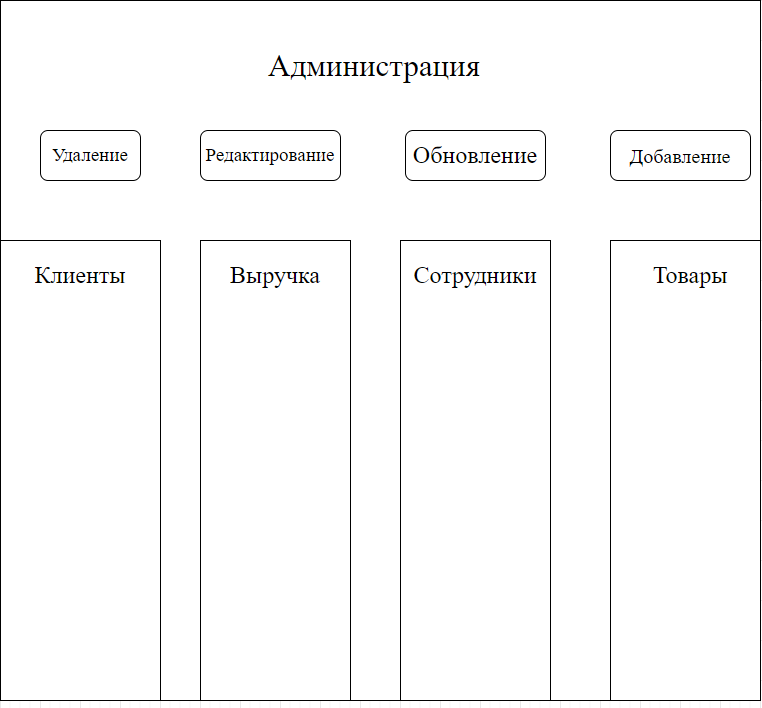 Администрация
Удаление
Редактирование
Обновление
Добавление
Клиенты
Выручка
Сотрудники
Товары